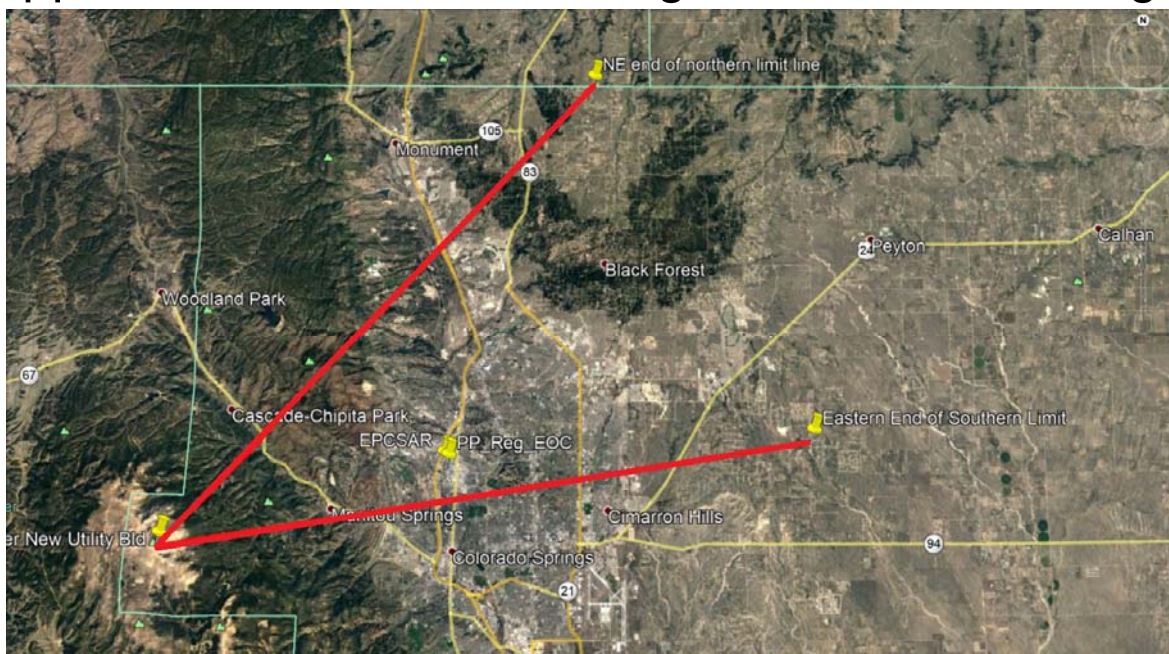 N
NE end of northern limit line
105
Monument
83
Calhan
Peyton
24
Black Forest
Woodland Park
67
Cascade-Chipita Park
Eastern End of Southern Limit
EPCSAR
PP_Reg_EOC
Manitou Springs
Cimarron Hills
New Utility Bld
Colorado Springs
94
21